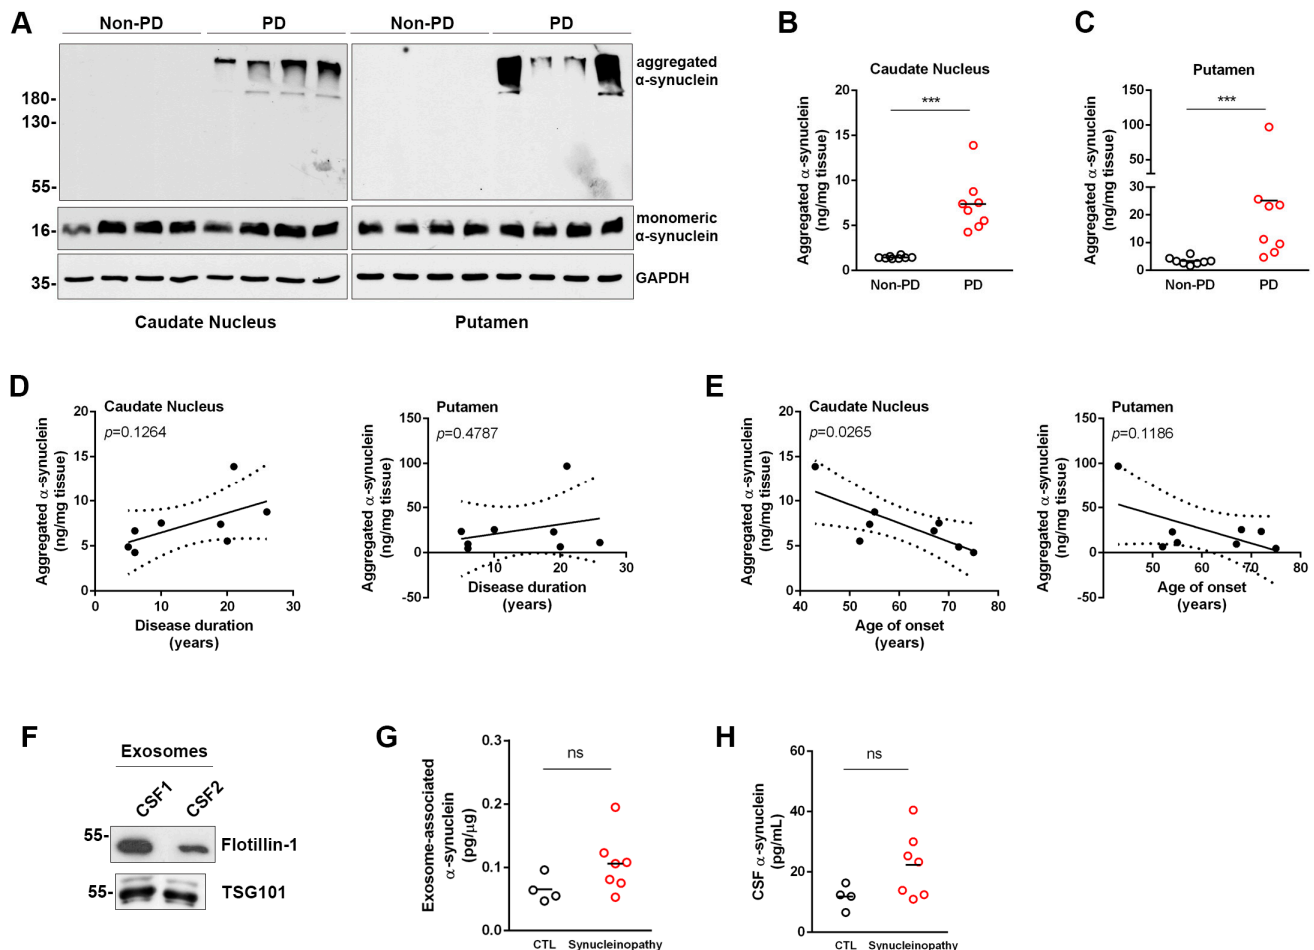 A
Non-PD
PD
Non-PD
PD
aggregated
α-synuclein
180-
130-
55-
16-
monomeric
α-synuclein
35-
GAPDH
Caudate Nucleus
Putamen
B
Caudate Nucleus
Aggregated α-synuclein
(ng/mg tissue)
20
15
10
5
0
***
Non-PD
PD
C
Putamen
Aggregated α-synuclein
(ng/mg tissue)
150
100
50
30
20
10
0
***
Non-PD
PD
D
Caudate Nucleus
p=0.1264
Aggregated α-synuclein
(ng/mg tissue)
20
15
10
5
0
0
10
20
30
Disease duration
(years)
Putamen
p=0.4787
Aggregated α-synuclein
(ng/mg tissue)
150
100
50
0
-50
10
20
30
Disease duration
(years)
E
Caudate Nucleus
p=0.0265
Aggregated α-synuclein
(ng/mg tissue)
20
15
10
5
0
40
50
60
70
80
Age of onset
(years)
Putamen
p=0.1186
Aggregated α-synuclein
(ng/mg tissue)
150
100
50
0
-50
50
60
70
80
Age of onset
(years)
F
Exosomes
CSF1
CSF2
55-
Flotillin-1
55-
TSG101
G
Exosome-associated
α-synuclein
(pg/μg)
0.3
0.2
0.1
0.0
ns
CTL
Synucleinopathy
H
CSF α-synuclein
(pg/mL)
60
40
20
0
ns
CTL
Synucleinopathy